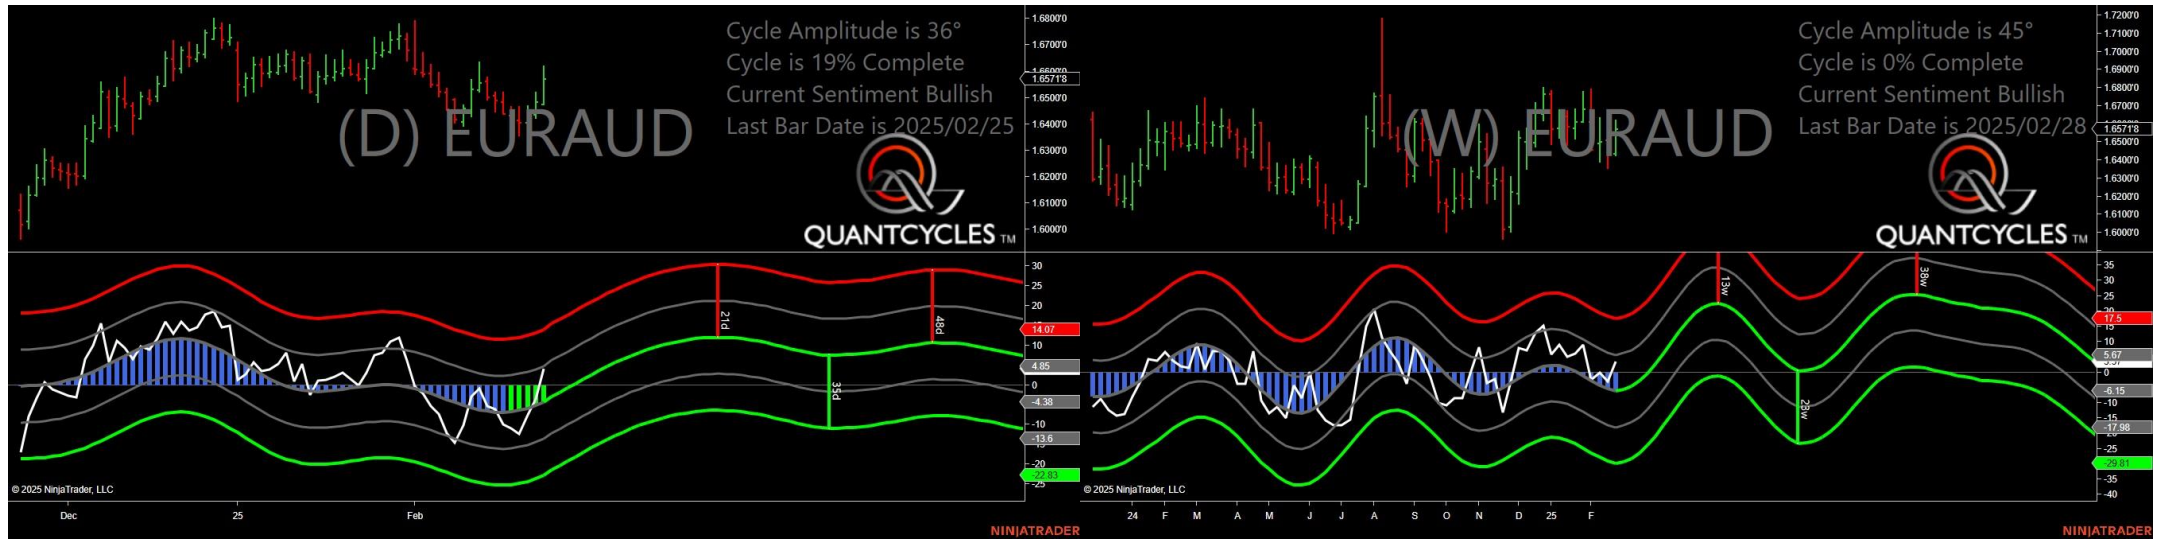 Cycle Amplitude is 36°
Cycle is 19% Complete
Current Sentiment Bullish
Last Bar Date is 2025/02/25
(D) EURAUD
QUANTCYCLES TM
1.6800'0
1.6700'0
1.6600'0
1.6571'8
1.6500'0
1.6400'0
1.6300'0
1.6200'0
1.6100'0
1.6000'0
30
25
20
14.07
10
4.85
0
-4.38
-10
-13.6
-20
-22.83
-25
21d
35d
48d
© 2025 NinjaTrader, LLC
Dec
25
Feb
NINJATRADER
Cycle Amplitude is 45°
Cycle is 0% Complete
Current Sentiment Bullish
Last Bar Date is 2025/02/28
(W) EURAUD
QUANTCYCLES TM
1.7200'0
1.7100'0
1.7000'0
1.6900'0
1.6800'0
1.6700'0
1.6571'8
1.6500'0
1.6400'0
1.6300'0
1.6200'0
1.6100'0
1.6000'0
35
30
25
17.5
15
10
5.67
0
-6.15
-10
-15
-17.98
-25
-29.81
-35
-40
13w
23w
38w
© 2025 NinjaTrader, LLC
24
F
M
A
M
J
J
A
S
O
N
D
25
F
NINJATRADER